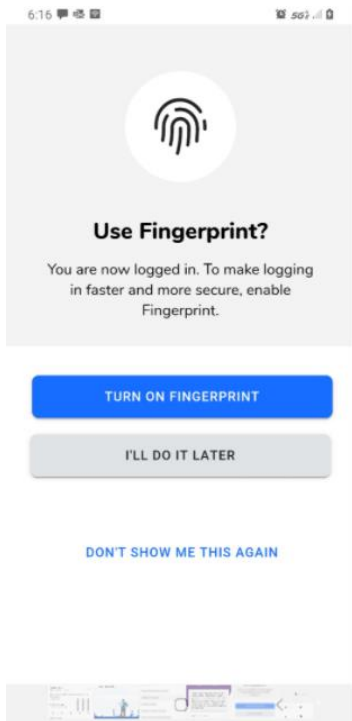 6:16
Use Fingerprint?
You are now logged in. To make logging
in faster and more secure, enable
Fingerprint.
TURN ON FINGERPRINT
I'LL DO IT LATER
DON'T SHOW ME THIS AGAIN